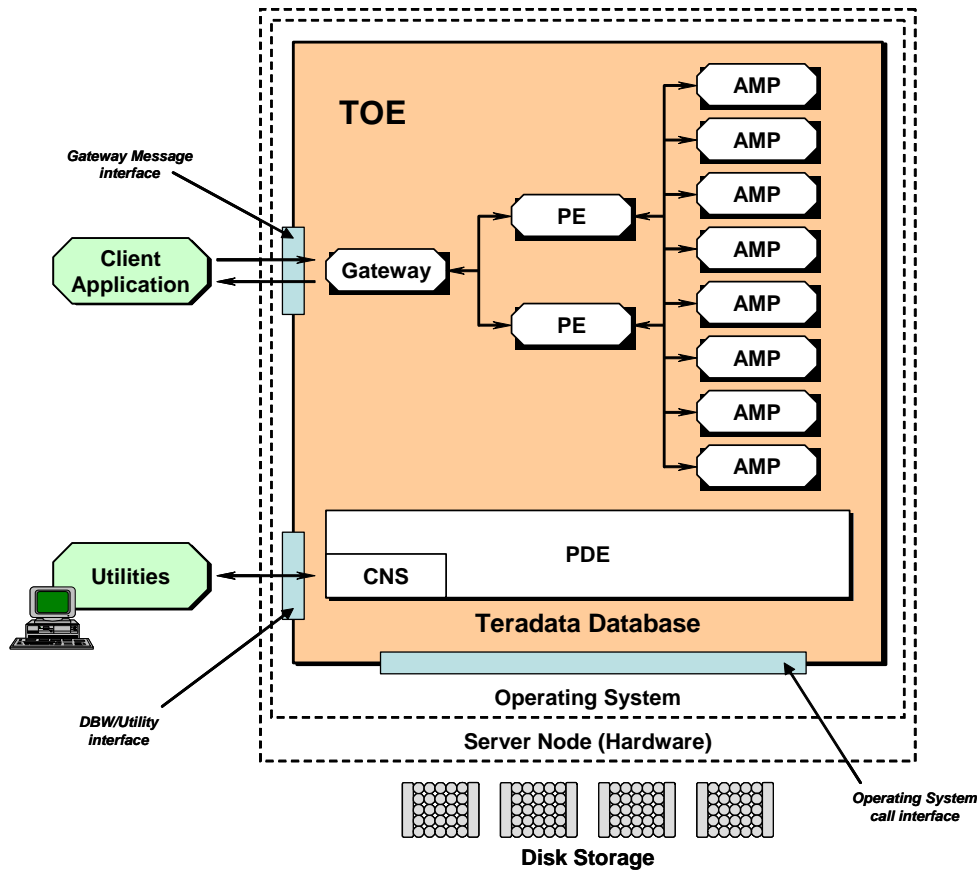 TOE
AMP
AMP
AMP
AMP
AMP
AMP
AMP
AMP
Gateway Message
interface
PE
PE
Client
Application
Gateway
PDE
CNS
Utilities
Teradata Database
Operating System
DBW/Utility
interface
Server Node (Hardware)
Operating System
call interface
Disk Storage